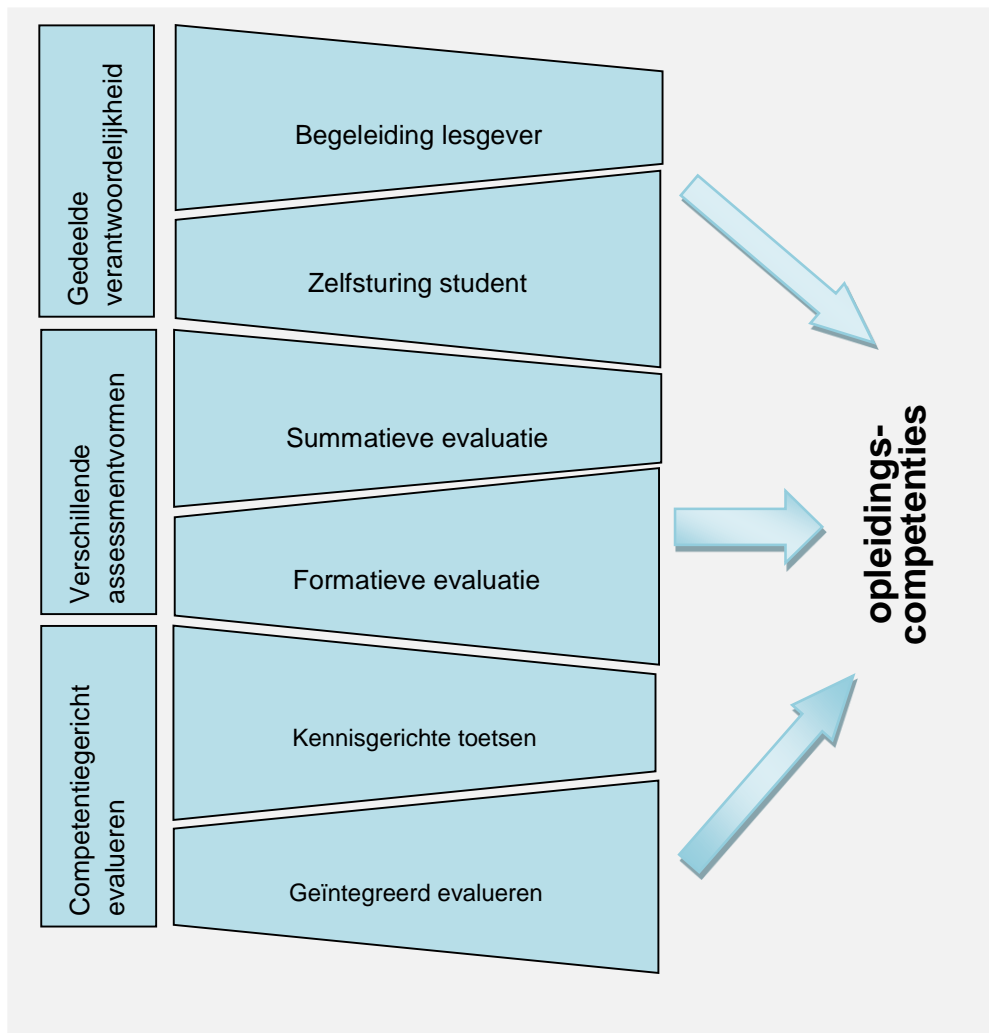 Gedeelde
verantwoordelijkheid
Begeleiding lesgever
Zelfsturing student
Verschillende
assessmentvormen
Summatieve evaluatie
Formatieve evaluatie
Competentiegericht
evalueren
Kennisgerichte toetsen
Geïntegreerd evalueren
opleidings-
competenties